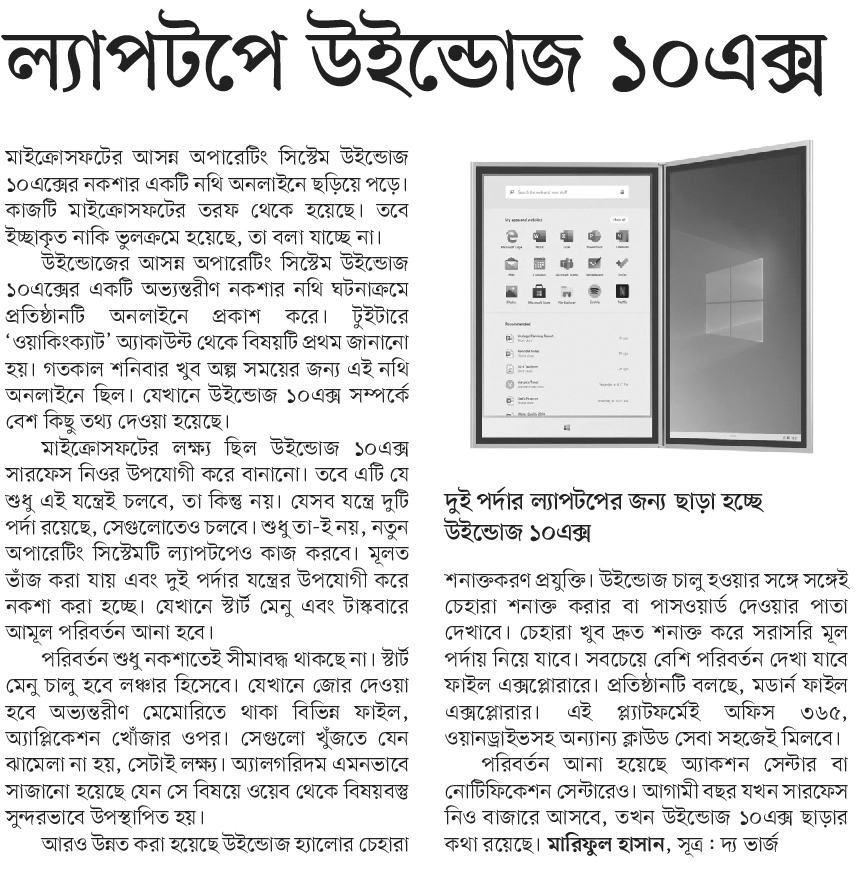 ল্যাপটপে উইন্ডোজ ১০এক্স
মাইক্রোসফটের আসন্ন অপারেটিং সিস্টেম উইন্ডোজ
১০এক্সের নকশার একটি নথি অনলাইনে ছড়িয়ে পড়ে।
কাজটি মাইক্রোসফটের তরফ থেকে হয়েছে। তবে
ইচ্ছাকৃত নাকি ভুলক্রমে হয়েছে, তা বলা যাচ্ছে না।
উইন্ডোজের আসন্ন অপারেটিং সিস্টেম উইন্ডোজ
১০এক্সের একটি অভ্যন্তরীণ নকশার নথি ঘটনাক্রমে
প্রতিষ্ঠানটি অনলাইনে প্রকাশ করে। টুইটারে
‘ওয়াকিংক্যাট’ অ্যাকাউন্ট থেকে বিষয়টি প্রথম জানানো
হয়। গতকাল শনিবার খুব অল্প সময়ের জন্য এই নথি
অনলাইনে ছিল। যেখানে উইন্ডোজ ১০এক্স সম্পর্কে
বেশ কিছু তথ্য দেওয়া হয়েছে।
মাইক্রোসফটের লক্ষ্য ছিল উইন্ডোজ ১০এক্স
সারফেস নিওর উপযোগী করে বানানো। তবে এটি যে
শুধু এই যন্ত্রেই চলবে, তা কিন্তু নয়। যেসব যন্ত্রে দুটি
পর্দা রয়েছে, সেগুলোতেও চলবে। শুধু তা-ই নয়, নতুন
অপারেটিং সিস্টেমটি ল্যাপটপেও কাজ করবে। মূলত
ভাঁজ করা যায় এবং দুই পর্দার যন্ত্রের উপযোগী করে
নকশা করা হচ্ছে। যেখানে স্টার্ট মেনু এবং টাস্কবারে
আমূল পরিবর্তন আনা হবে।
পরিবর্তন শুধু নকশাতেই সীমাবদ্ধ থাকছে না। স্টার্ট
মেনু চালু হবে লঞ্চার হিসেবে। যেখানে জোর দেওয়া
হবে অভ্যন্তরীণ মেমোরিতে থাকা বিভিন্ন ফাইল,
অ্যাপ্লিকেশন খোঁজার ওপর। সেগুলো খুঁজতে যেন
ঝামেলা না হয়, সেটাই লক্ষ্য। অ্যালগরিদম এমনভাবে
সাজানো হয়েছে যেন সে বিষয়ে ওয়েব থেকে বিষয়বস্তু
সুন্দরভাবে উপস্থাপিত হয়।
আরও উন্নত করা হয়েছে উইন্ডোজ হ্যালোর চেহারা
দুই পর্দার ল্যাপটপের জন্য ছাড়া হচ্ছে
উইন্ডোজ ১০এক্স
শনাক্তকরণ প্রযুক্তি। উইন্ডোজ চালু হওয়ার সঙ্গে সঙ্গেই
চেহারা শনাক্ত করার বা পাসওয়ার্ড দেওয়ার পাতা
দেখাবে। চেহারা খুব দ্রুত শনাক্ত করে সরাসরি মূল
পর্দায় নিয়ে যাবে। সবচেয়ে বেশি পরিবর্তন দেখা যাবে
ফাইল এক্সপ্লোরারে। প্রতিষ্ঠানটি বলছে, মডার্ন ফাইল
এক্সপ্লোরার। এই প্ল্যাটফর্মেই অফিস ৩৬৫,
ওয়ানড্রাইভসহ অন্যান্য ক্লাউড সেবা সহজেই মিলবে।
পরিবর্তন আনা হয়েছে অ্যাকশন সেন্টার বা
নোটিফিকেশন সেন্টারেও। আগামী বছর যখন সারফেস
নিও বাজারে আসবে, তখন উইন্ডোজ ১০এক্স ছাড়ার
কথা রয়েছে। মারিফুল হাসান, সূত্র : দ্য ভার্জ